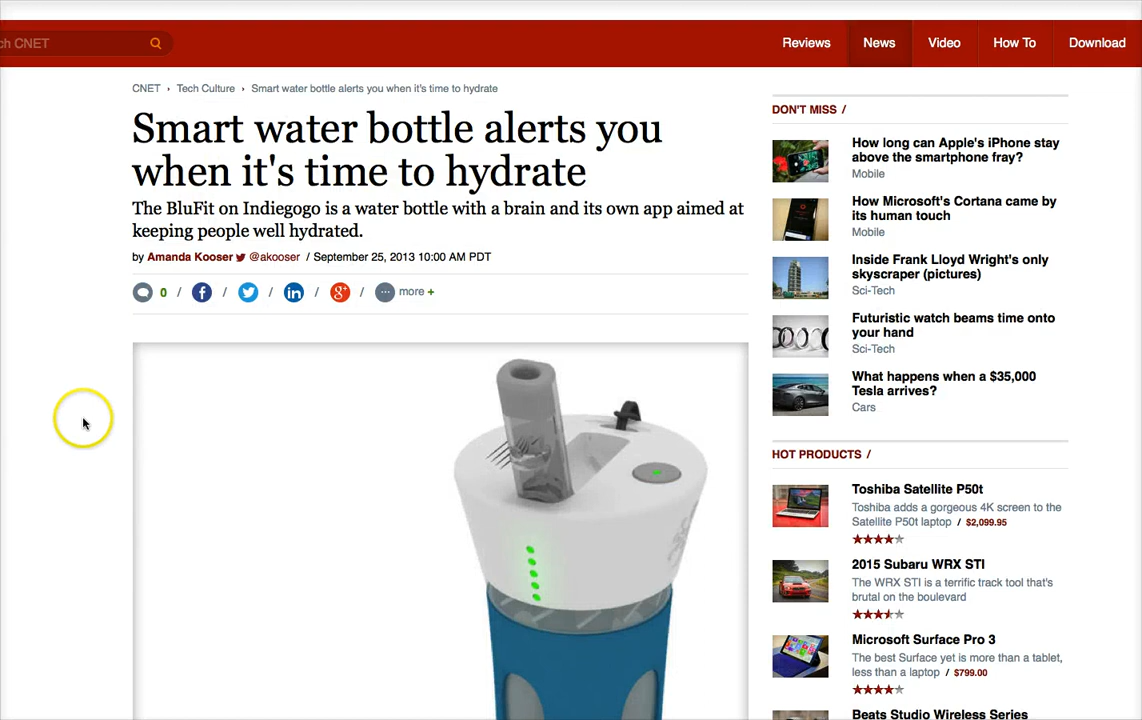 ch CNET
Reviews
News
Video
How To
Download
CNET › Tech Culture › Smart water bottle alerts you when it's time to hydrate
Smart water bottle alerts you
when it's time to hydrate
The BluFit on Indiegogo is a water bottle with a brain and its own app aimed at
keeping people well hydrated.
by Amanda Kooser @akooser / September 25, 2013 10:00 AM PDT
0 / / / / / more +
DON'T MISS /
How long can Apple's iPhone stay
above the smartphone fray?
Mobile
How Microsoft's Cortana came by
its human touch
Mobile
Inside Frank Lloyd Wright's only
skyscraper (pictures)
Sci-Tech
Futuristic watch beams time onto
your hand
Sci-Tech
What happens when a $35,000
Tesla arrives?
Cars
HOT PRODUCTS /
Toshiba Satellite P50t
Toshiba adds a gorgeous 4K screen to the
Satellite P50t laptop / $2,099.95
2015 Subaru WRX STI
The WRX STI is a terrific track tool that's
brutal on the boulevard
Microsoft Surface Pro 3
The best Surface yet is more than a tablet,
less than a laptop / $799.00
Beats Studio Wireless Series